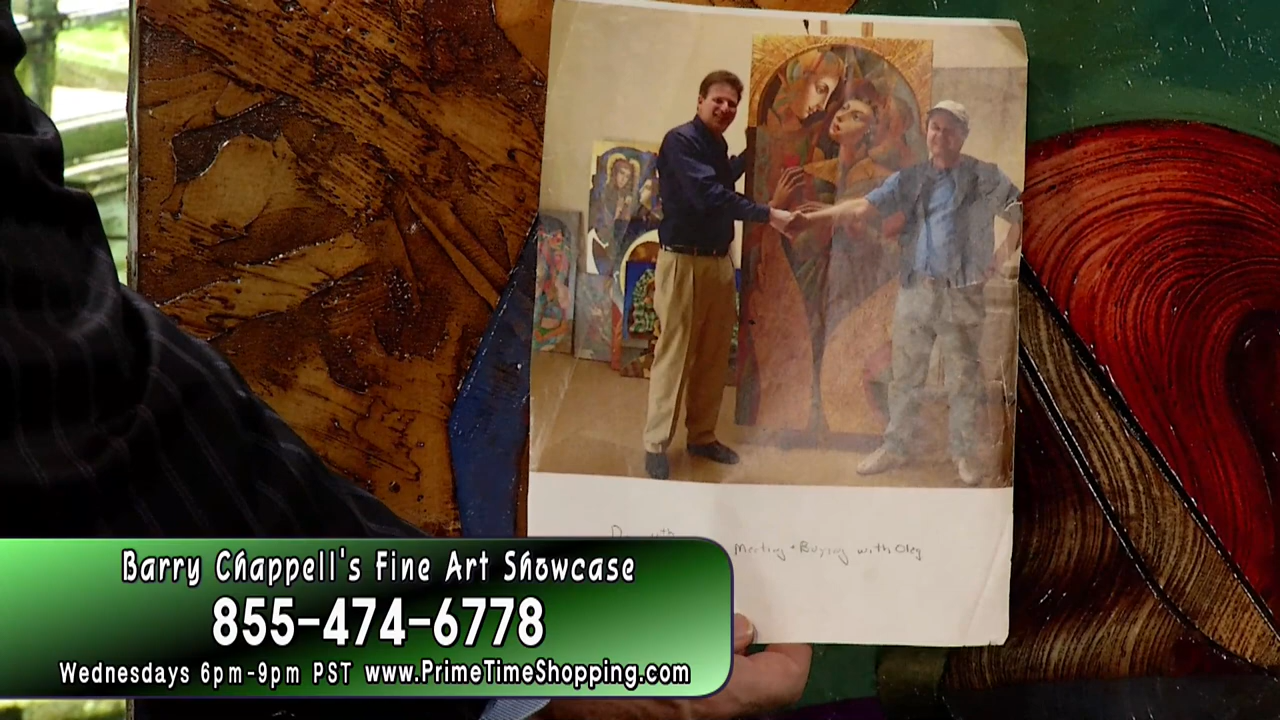 Meeting + Buying with Oleg
Barry Chappell's Fine Art Showcase
855-474-6778
Wednesdays 6pm-9pm PST www.PrimeTimeShopping.com